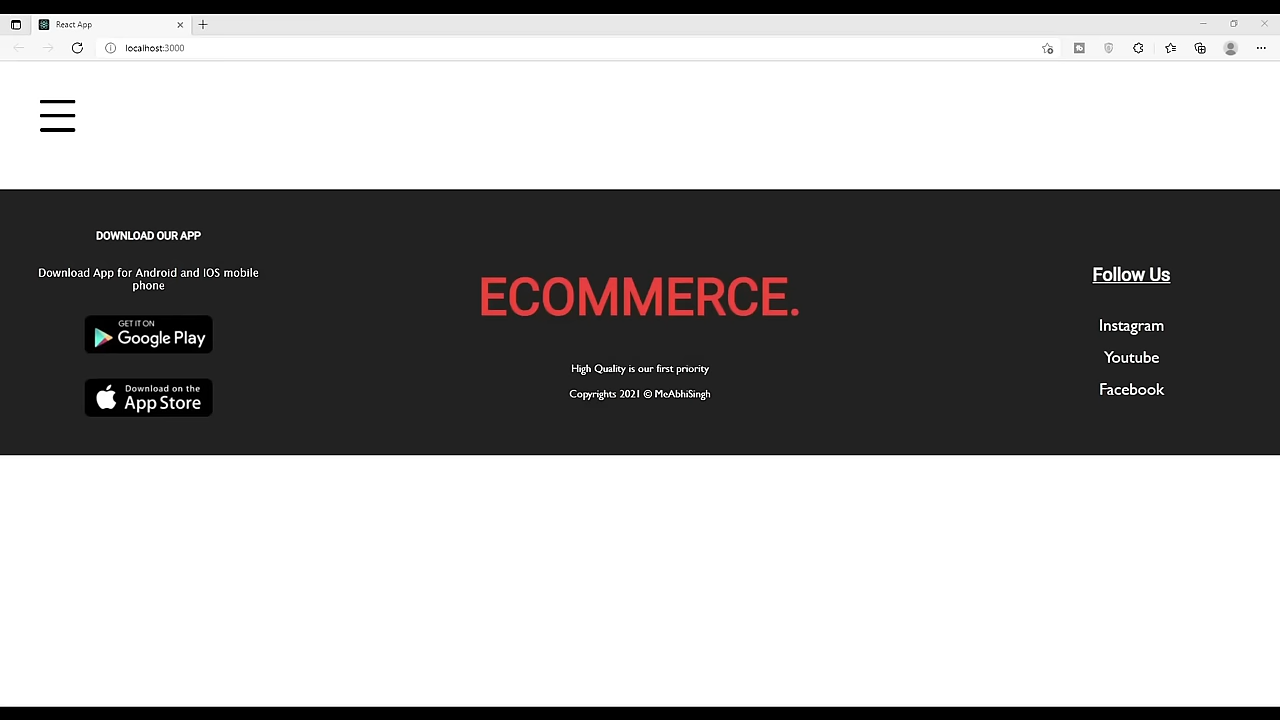 React App
localhost:3000
DOWNLOAD OUR APP
Download App for Android and IOS mobile
phone
GET IT ON
Google Play
Download on the
App Store
ECOMMERCE.
High Quality is our first priority
Copyrights 2021 © MeAbhiSingh
Follow Us
Instagram
Youtube
Facebook